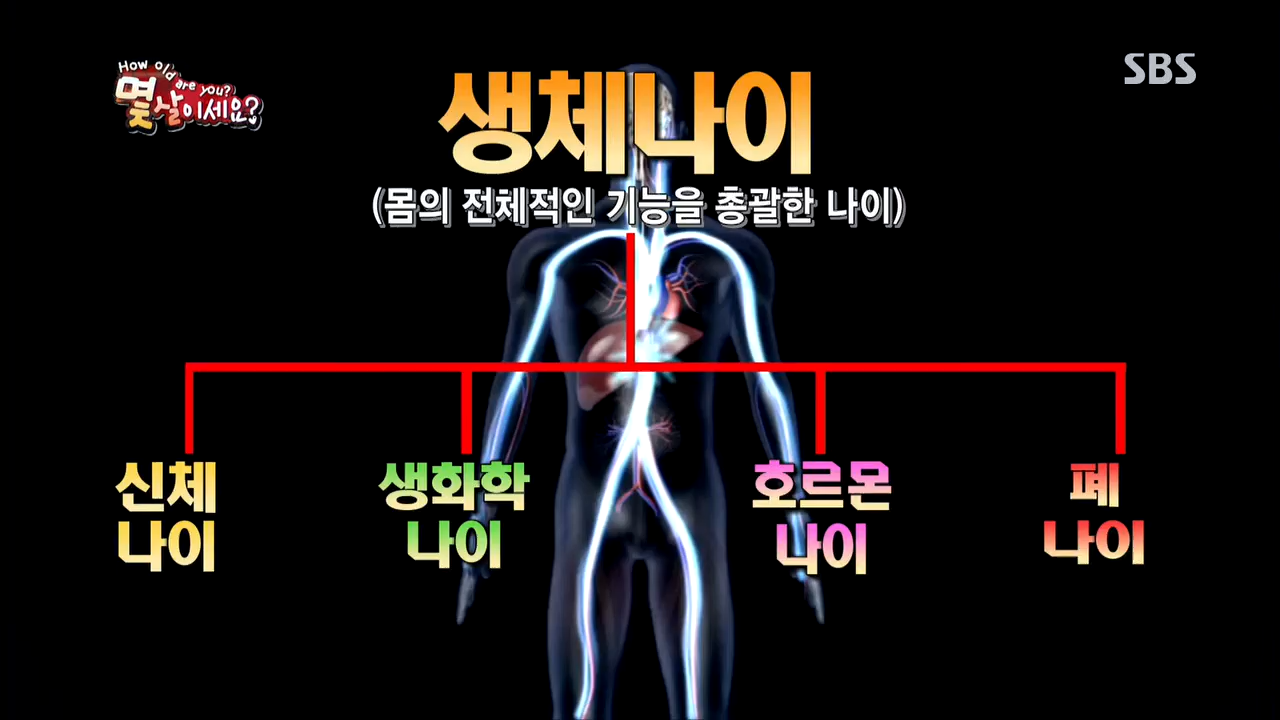 How old are you?
몇살이세요?
SBS
생체나이
(몸의 전체적인 기능을 총괄한 나이)
신체
나이
생화학
나이
호르몬
나이
폐
나이